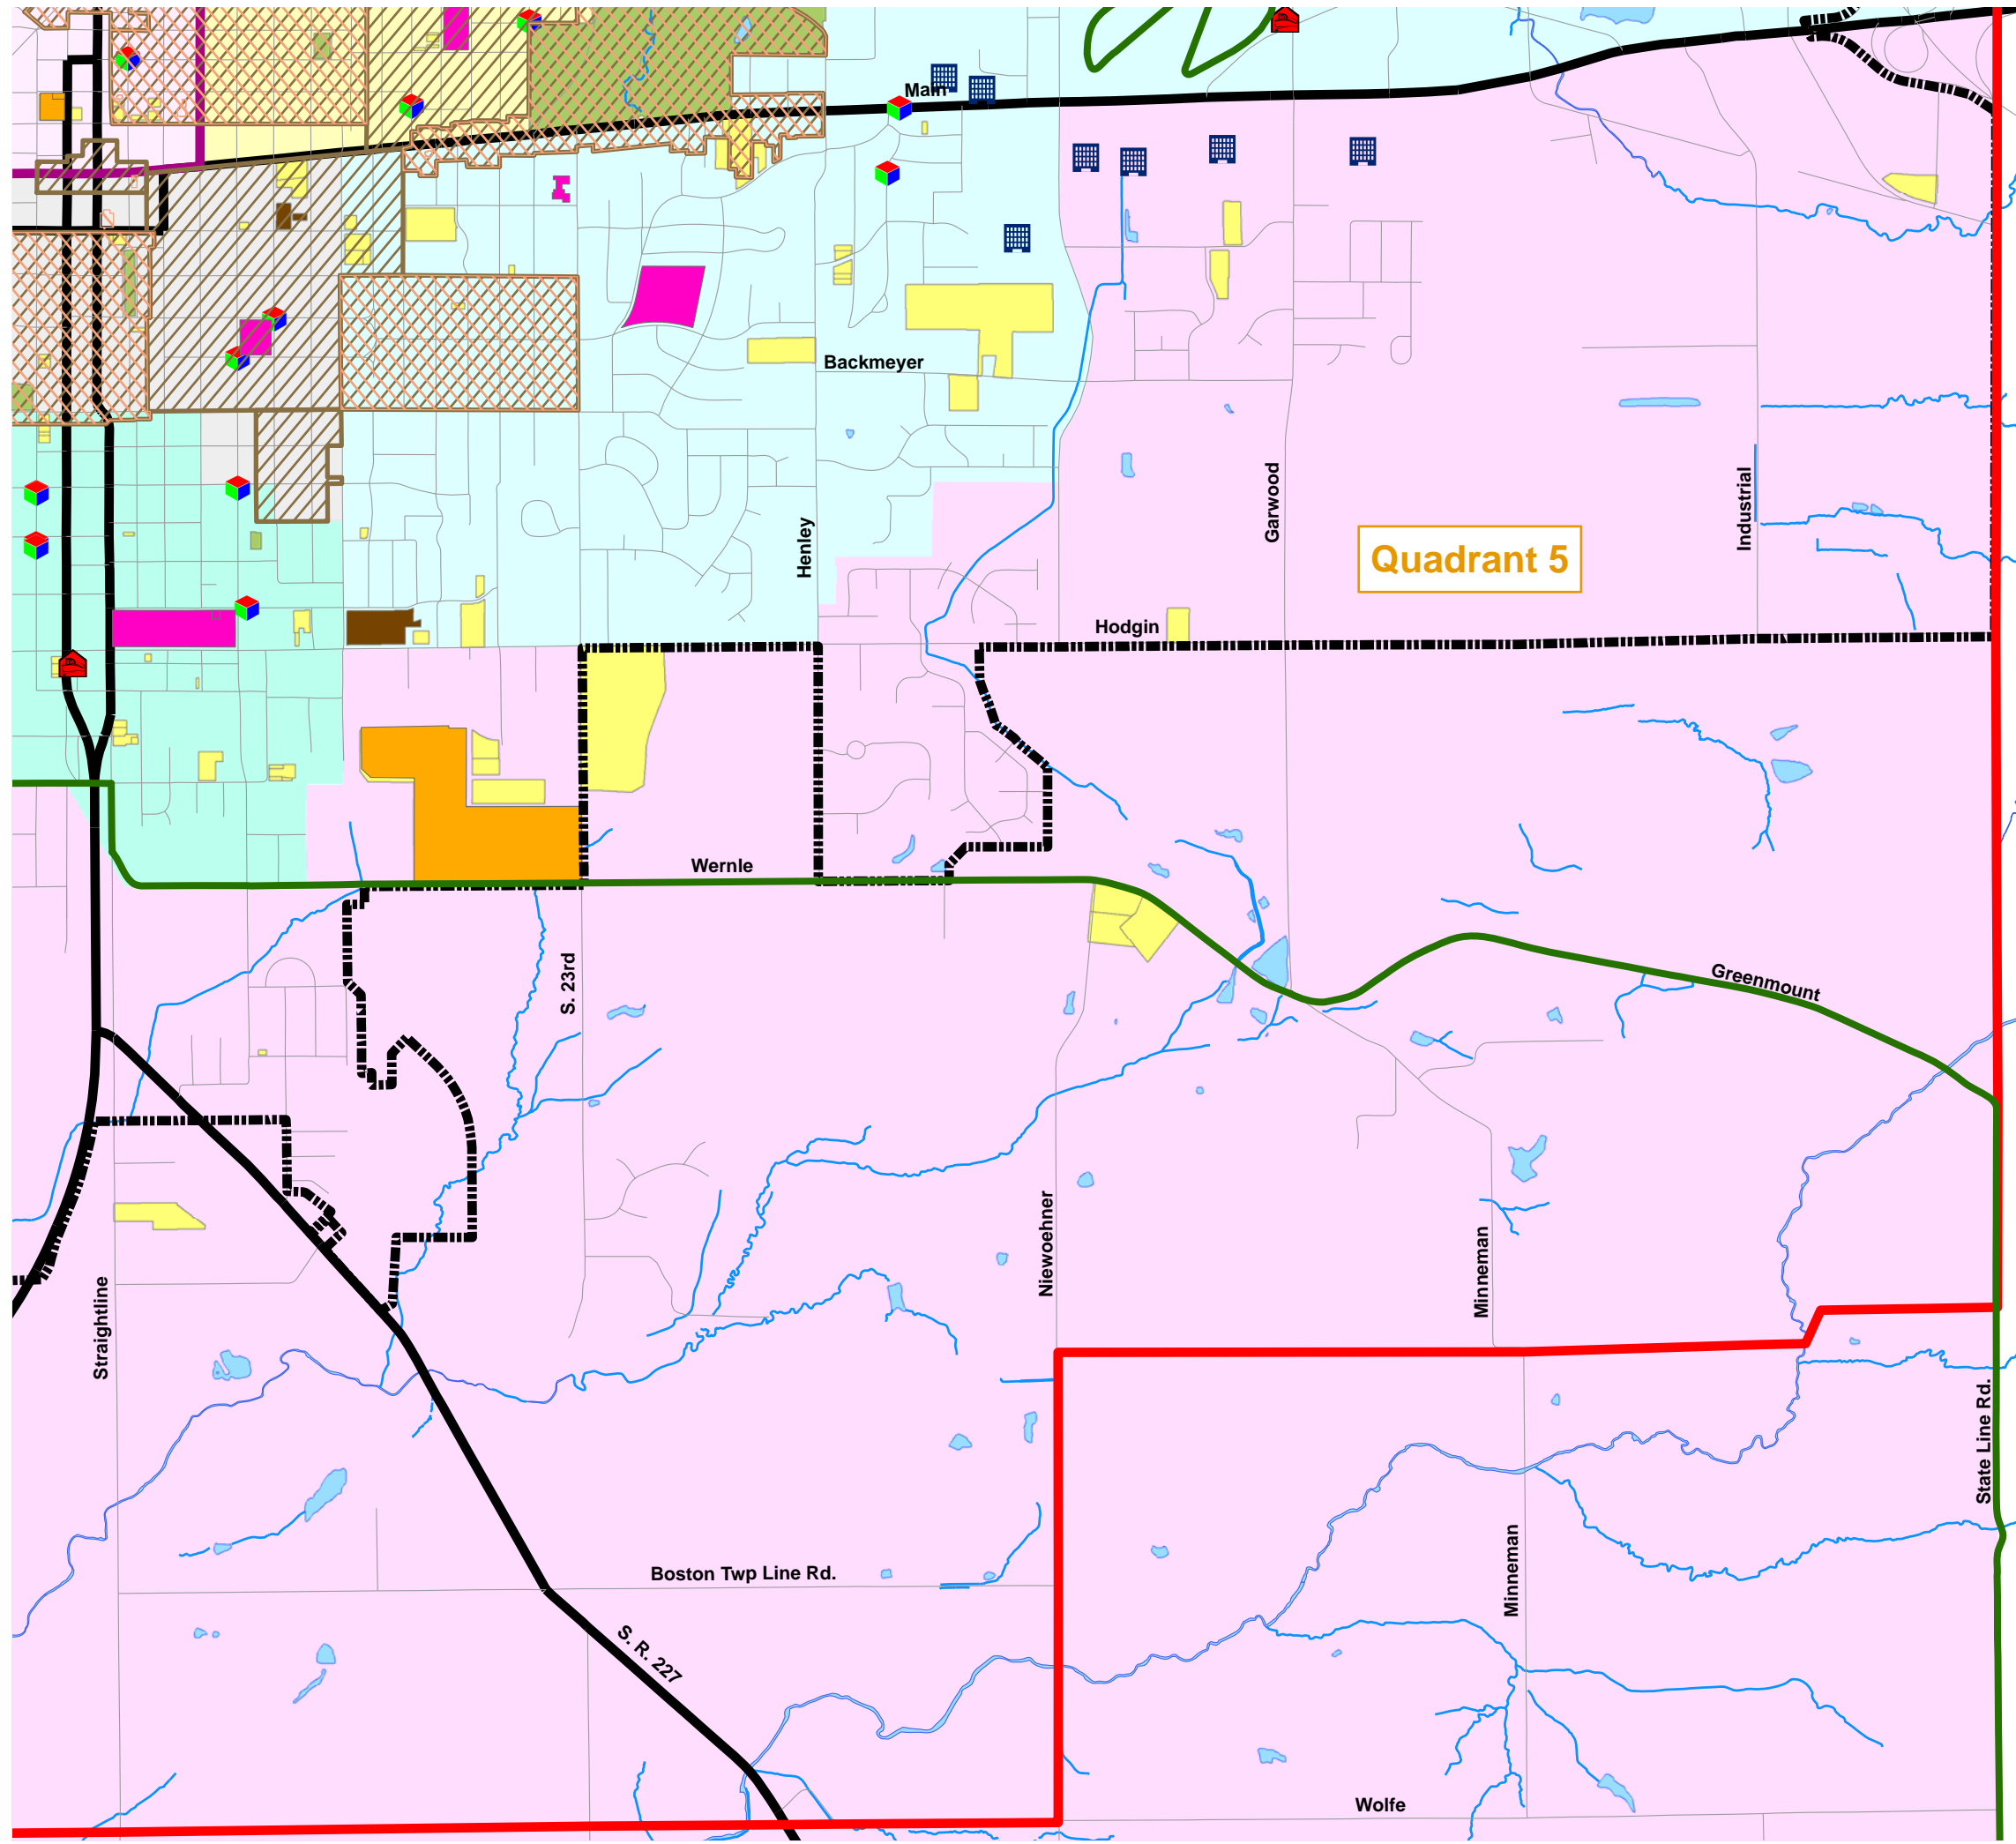 Main
Backmeyer
Henley
Garwood
Industrial
Quadrant 5
Hodgin
Wernle
S. 23rd
Greenmount
Niewoehner
Minneman
Straightline
State Line Rd.
Minneman
Boston Twp Line Rd.
S. R. 227
Wolfe